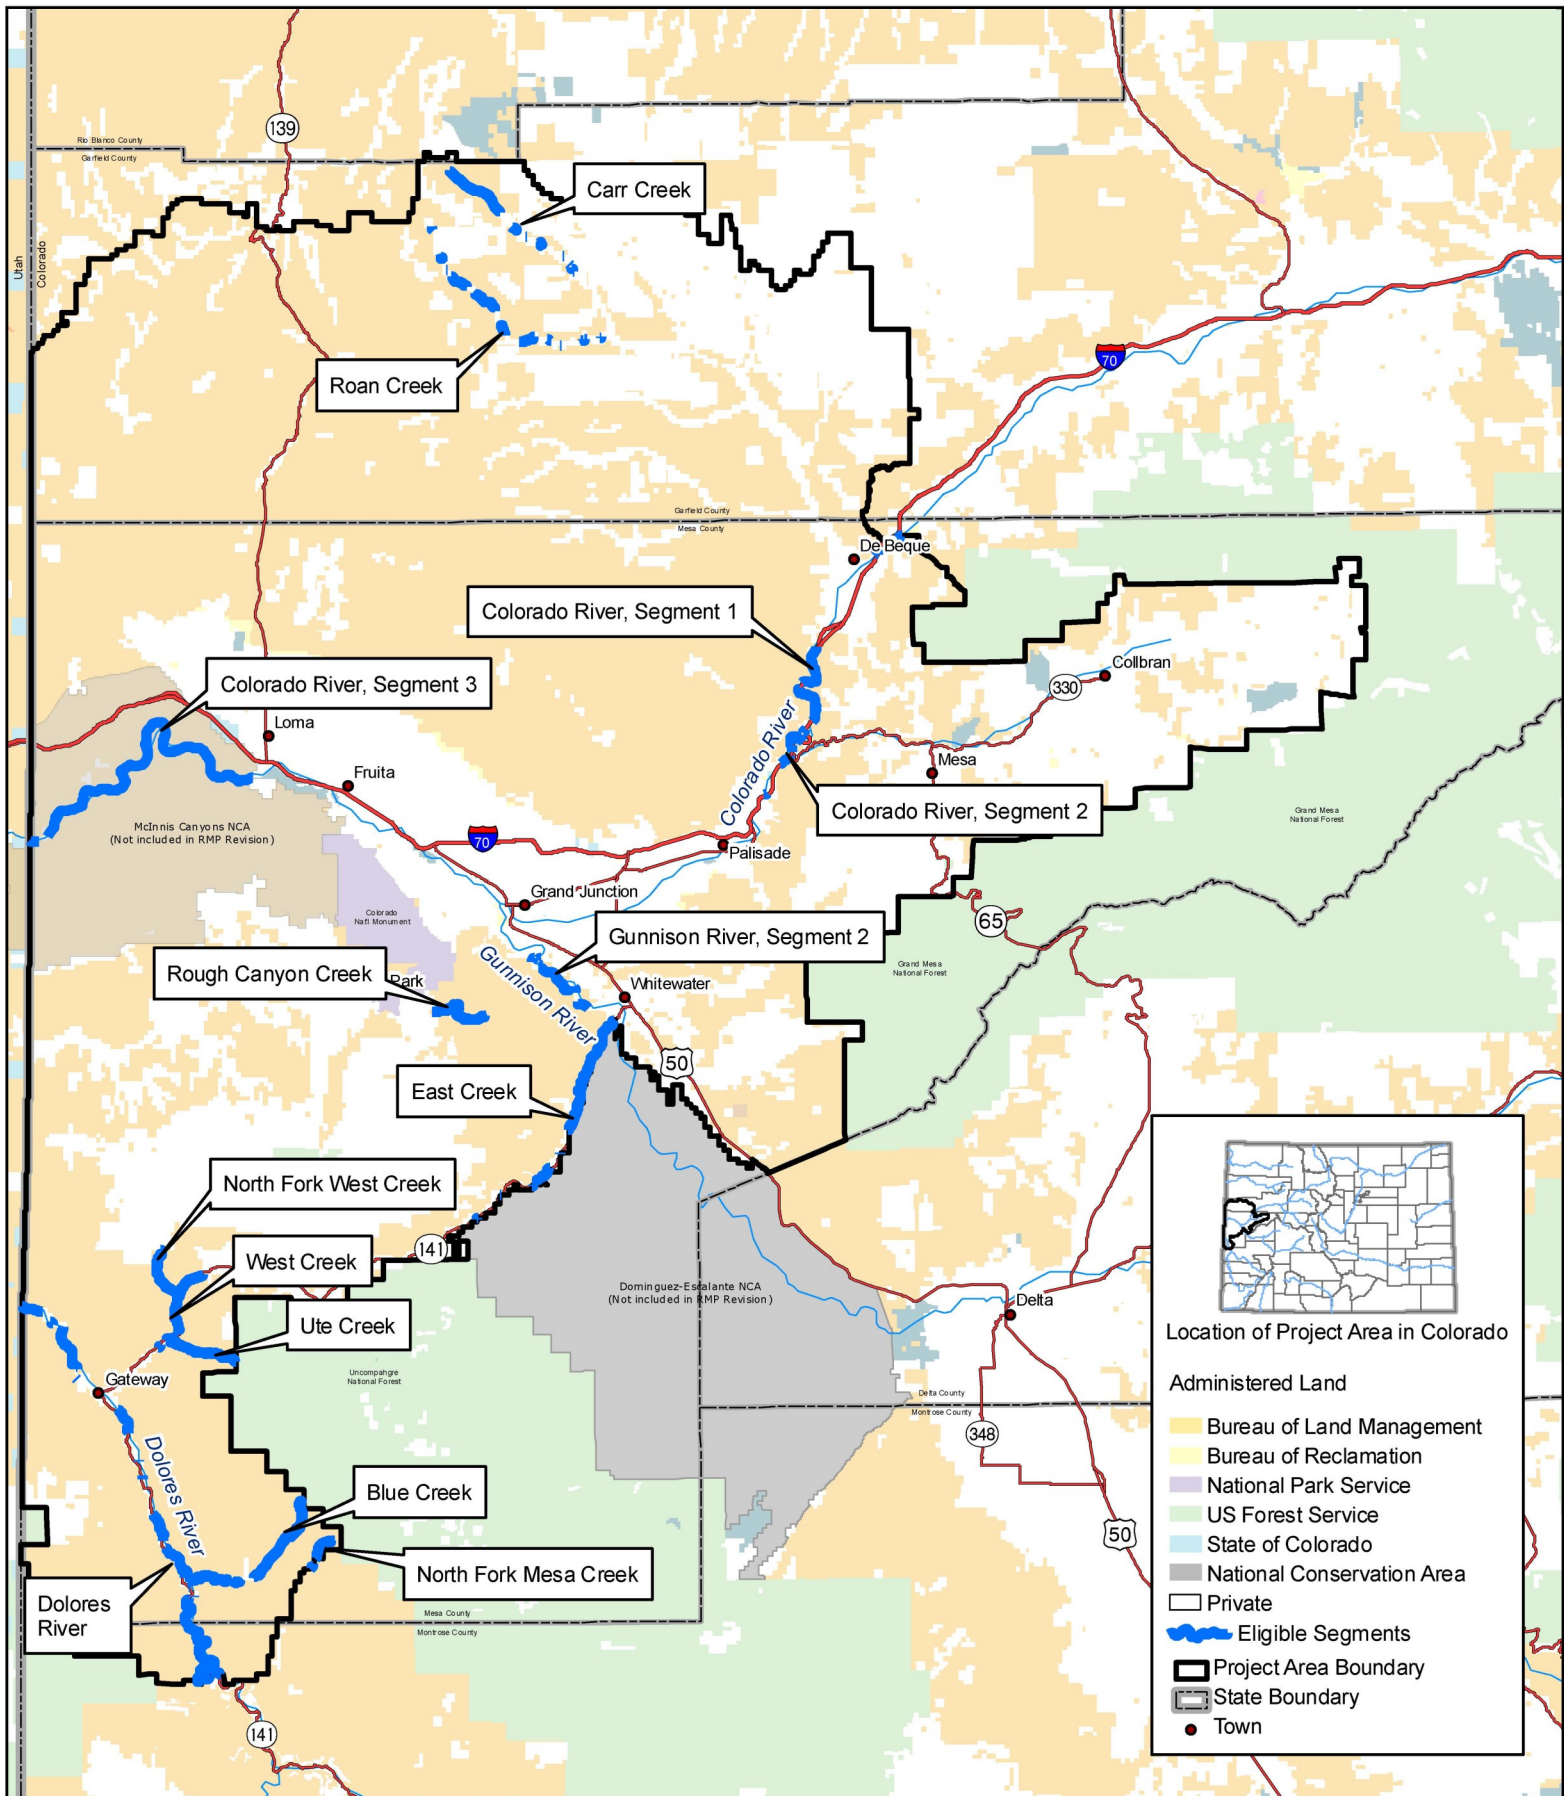 139
Rio Blanco County
Garfield County
Carr Creek
Utah
Colorado
Roan Creek
70
Garfield County
Mesa County
De Beque
Colorado River, Segment 1
Collbran
330
Colorado River, Segment 3
Loma
Colorado River
Mesa
Fruita
Colorado River, Segment 2
Grand Mesa
National Forest
McInnis Canyons NCA
(Not included in RMP Revision)
70
Palisade
Grand Junction
Colorado
Nat'l Monument
65
Gunnison River, Segment 2
Grand Mesa
National Forest
Rough Canyon Creek
Park
Gunnison River
Whitewater
50
East Creek
North Fork West Creek
141
West Creek
Dominguez-Escalante NCA
(Not included in RMP Revision)
Delta
Ute Creek
Uncompahgre
National Forest
Gateway
Delta County
Montrose County
348
Dolores River
Blue Creek
50
North Fork Mesa Creek
Dolores
River
Mesa County
Montrose County
141
Location of Project Area in Colorado
Administered Land
Bureau of Land Management
Bureau of Reclamation
National Park Service
US Forest Service
State of Colorado
National Conservation Area
Private
Eligible Segments
Project Area Boundary
State Boundary
Town